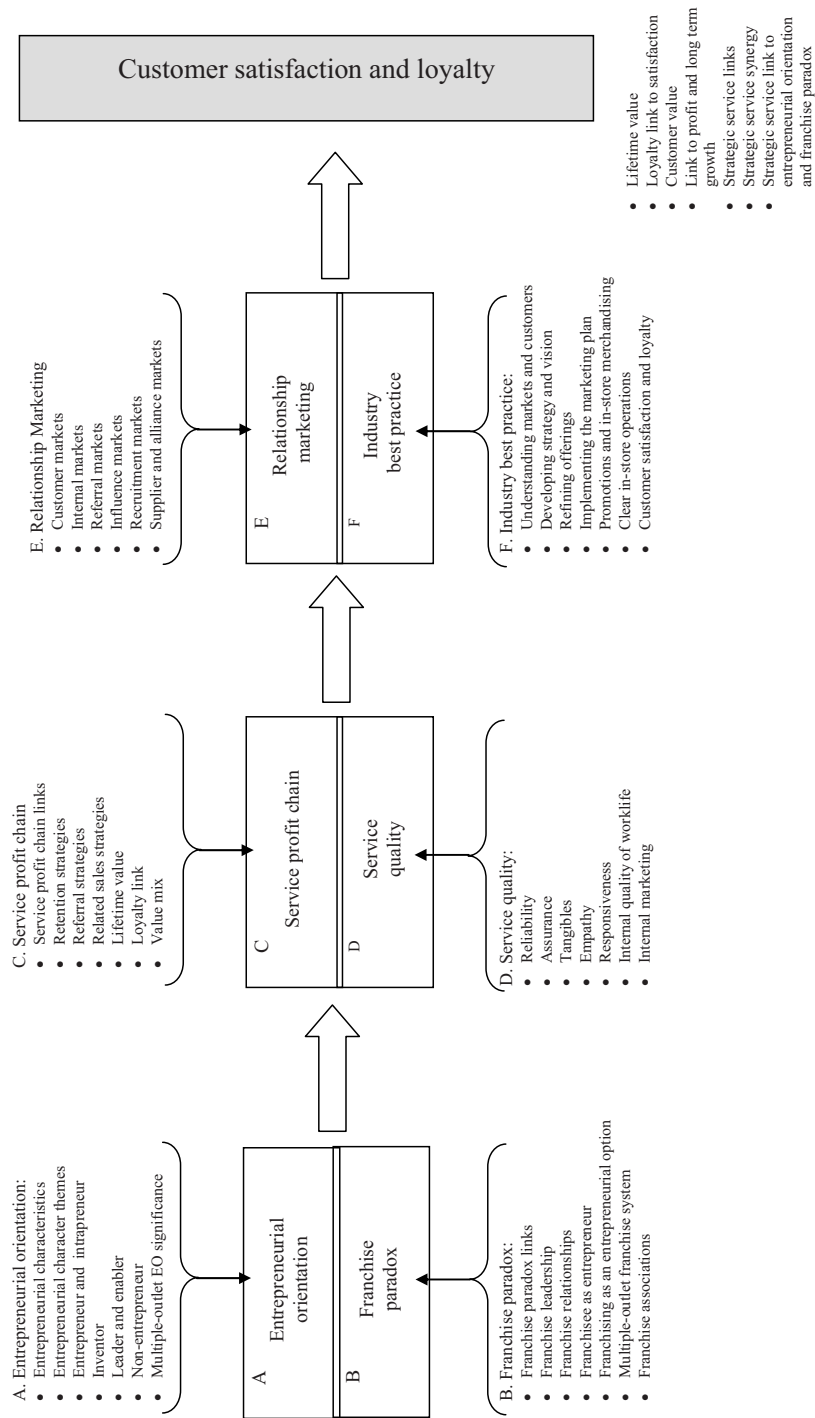 A. Entrepreneurial orientation:
• Entrepreneurial characteristics
• Entrepreneurial character themes
• Entrepreneur and intrapreneur
• Inventor
• Leader and enabler
• Non-entrepreneur
• Multiple-outlet EO significance
A
Entrepreneurial
orientation
B
Franchise
paradox
B. Franchise paradox:
• Franchise paradox links
• Franchise leadership
• Franchise relationships
• Franchisee as entrepreneur
• Franchising as an entrepreneurial option
• Multiple-outlet franchise system
• Franchise associations
C. Service profit chain
• Service profit chain links
• Retention strategies
• Referral strategies
• Related sales strategies
• Lifetime value
• Loyalty link
• Value mix
C
Service profit chain
D
Service
quality
D. Service quality:
• Reliability
• Assurance
• Tangibles
• Empathy
• Responsiveness
• Internal quality of worklife
• Internal marketing
E. Relationship Marketing
• Customer markets
• Internal markets
• Referral markets
• Influence markets
• Recruitment markets
• Supplier and alliance markets
E
Relationship
marketing
F
Industry
best practice
F. Industry best practice:
• Understanding markets and customers
• Developing strategy and vision
• Refining offerings
• Implementing the marketing plan
• Promotions and in-store merchandising
• Clear in-store operations
• Customer satisfaction and loyalty
Customer satisfaction and loyalty
• Lifetime value
• Loyalty link to satisfaction
• Customer value
• Link to profit and long term
growth
• Strategic service links
• Strategic service synergy
• Strategic service link to
entrepreneurial orientation
and franchise paradox